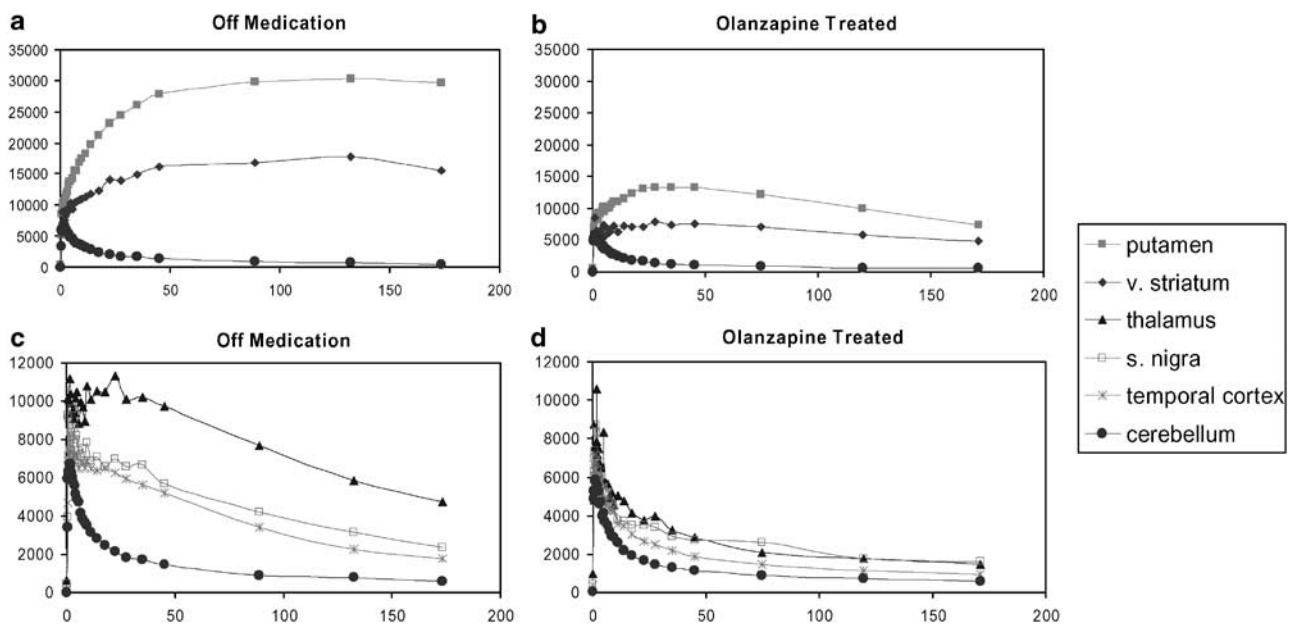 a
Off Medication
35000
30000
25000
20000
15000
10000
5000
0
0 50 100 150 200
b
Olanzapine Treated
35000
30000
25000
20000
15000
10000
5000
0
0 50 100 150 200
c
Off Medication
12000
10000
8000
6000
4000
2000
0
0 50 100 150 200
d
Olanzapine Treated
12000
10000
8000
6000
4000
2000
0
0 50 100 150 200
putamen
v. striatum
thalamus
s. nigra
temporal cortex
cerebellum